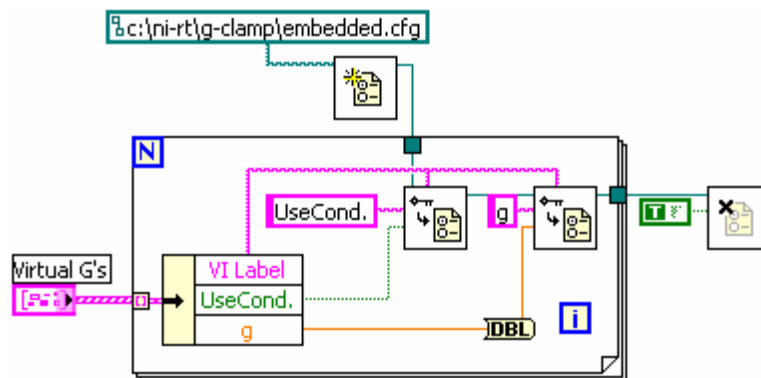 c:\ni-rt\g-clamp\embedded.cfg
N
UseCond.
g
T
Virtual G's
VI Label
UseCond.
g
DBL
i